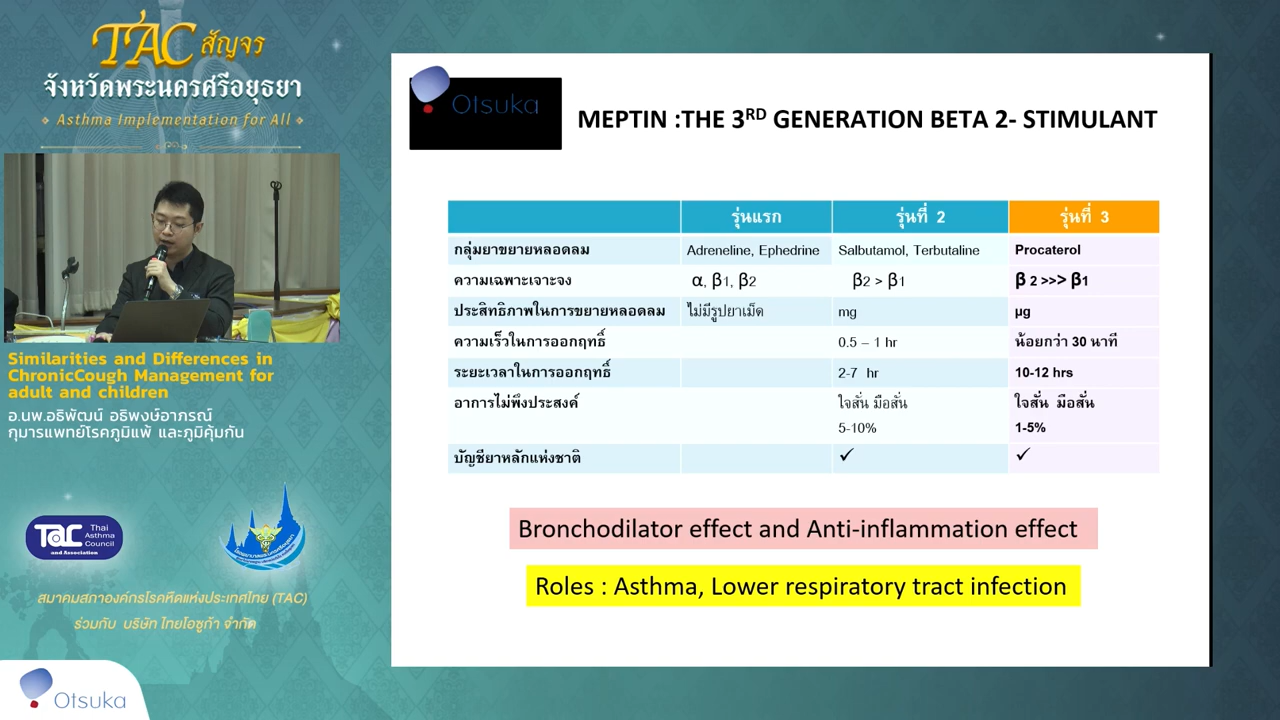 TAC สัญจร
จังหวัดพระนครศรีอยุธยา
Asthma Implementation for All
Similarities and Differences in
ChronicCough Management for
adult and children
อ.นพ.อธิพัฒน์ อธิพงษ์อาภรณ์
กุมารแพทย์โรคภูมิแพ้ และภูมิคุ้มกัน
TAC Thai
Asthma
Council
and Association
สมาคมสภาองค์กรโรคหืดแห่งประเทศไทย (TAC)
ร่วมกับ บริษัท ไทยโอซูก้า จำกัด
Otsuka
Otsuka
MEPTIN :THE 3RD GENERATION BETA 2- STIMULANT
รุ่นแรก รุ่นที่ 2 รุ่นที่ 3
กลุ่มยาขยายหลอดลม Adreneline, Ephedrine Salbutamol, Terbutaline Procaterol
ความเฉพาะเจาะจง α, β1, β2 β2 > β1 β 2 >>> β1
ประสิทธิภาพในการขยายหลอดลม ไม่มีรูปยาเม็ด mg µg
ความเร็วในการออกฤทธิ์ 0.5 – 1 hr น้อยกว่า 30 นาที
ระยะเวลาในการออกฤทธิ์ 2-7 hr 10-12 hrs
อาการไม่พึงประสงค์ ใจสั่น มือสั่น ใจสั่น มือสั่น
5-10% 1-5%
บัญชียาหลักแห่งชาติ ✓ ✓
Bronchodilator effect and Anti-inflammation effect
Roles : Asthma, Lower respiratory tract infection